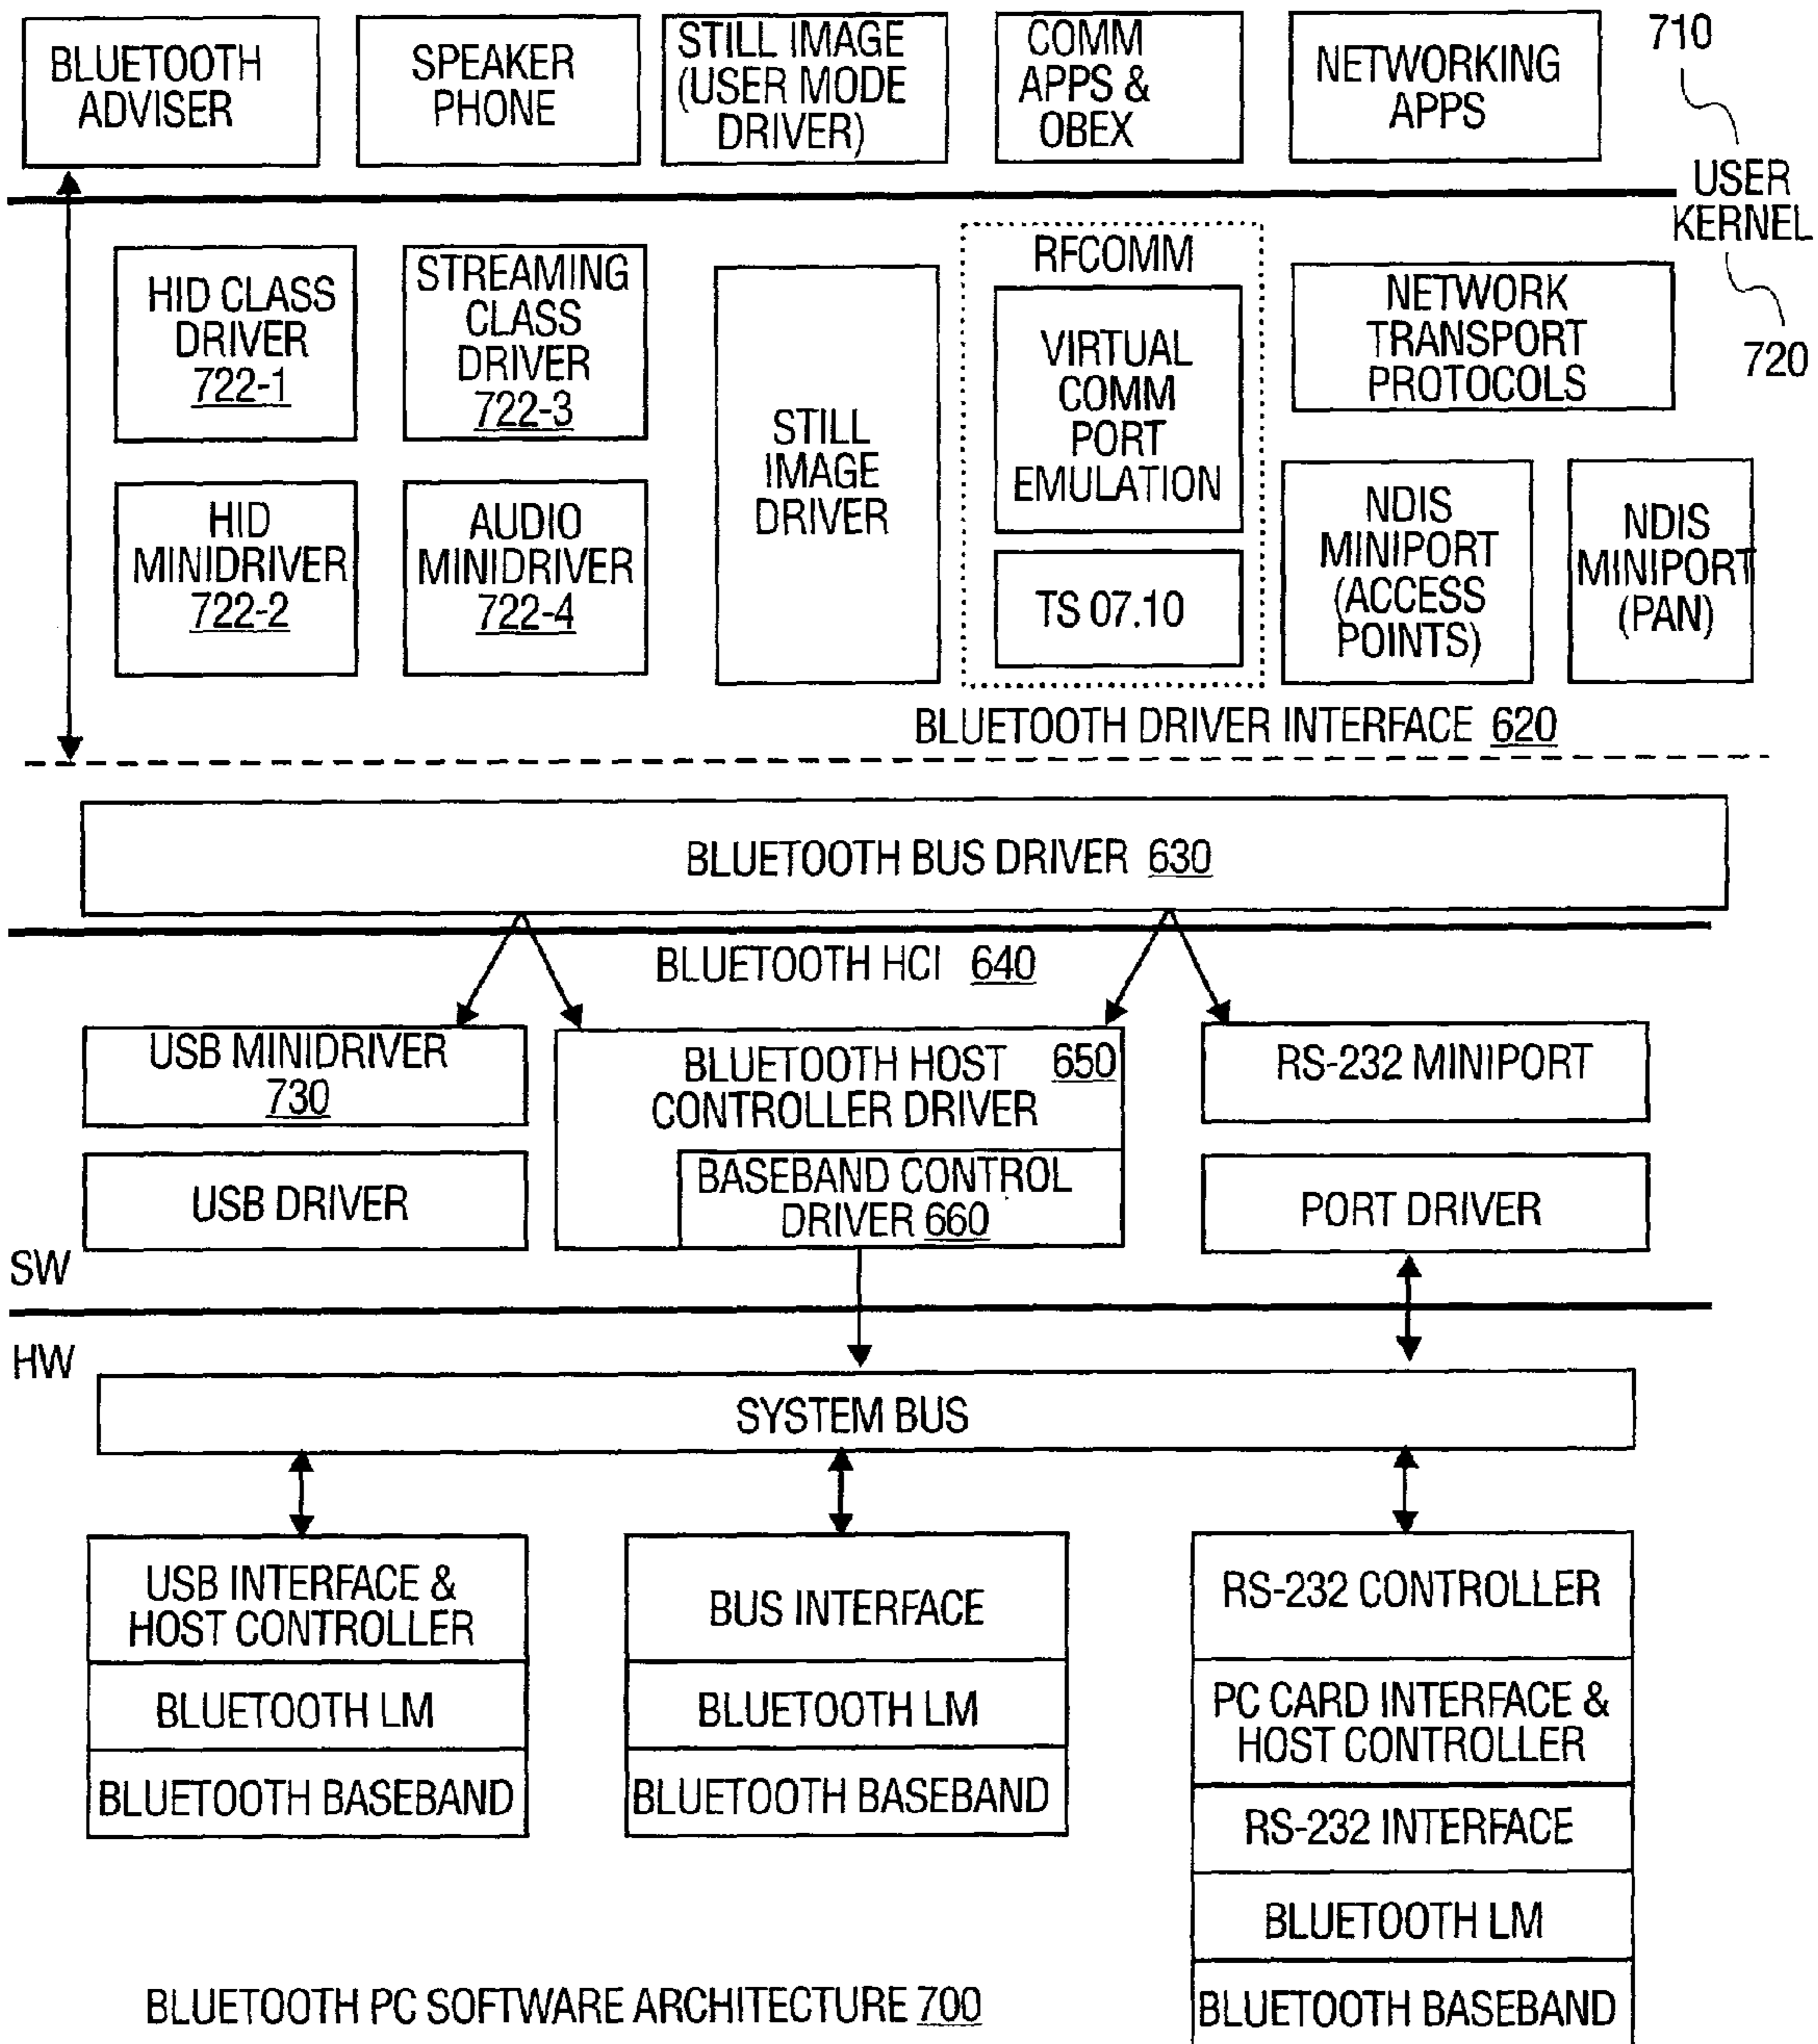 BLUETOOTH
ADVISER
SPEAKER
PHONE
STILL IMAGE
(USER MODE
DRIVER)
COMM
APPS &
OBEX
NETWORKING
APPS
710
USER
KERNEL
720
HID CLASS
DRIVER
722-1
STREAMING
CLASS
DRIVER
722-3
STILL
IMAGE
DRIVER
RFCOMM
VIRTUAL
COMM
PORT
EMULATION
TS 07.10
NETWORK
TRANSPORT
PROTOCOLS
HID
MINIDRIVER
722-2
AUDIO
MINIDRIVER
722-4
NDIS
MINIPORT
(ACCESS
POINTS)
NDIS
MINIPORT
(PAN)
BLUETOOTH DRIVER INTERFACE 620
BLUETOOTH BUS DRIVER 630
BLUETOOTH HCI 640
USB MINIDRIVER
730
BLUETOOTH HOST 650
CONTROLLER DRIVER
RS-232 MINIPORT
USB DRIVER
BASEBAND CONTROL
DRIVER 660
PORT DRIVER
SW
HW
SYSTEM BUS
USB INTERFACE &
HOST CONTROLLER
BLUETOOTH LM
BLUETOOTH BASEBAND
BUS INTERFACE
BLUETOOTH LM
BLUETOOTH BASEBAND
RS-232 CONTROLLER
PC CARD INTERFACE &
HOST CONTROLLER
RS-232 INTERFACE
BLUETOOTH LM
BLUETOOTH BASEBAND
BLUETOOTH PC SOFTWARE ARCHITECTURE 700